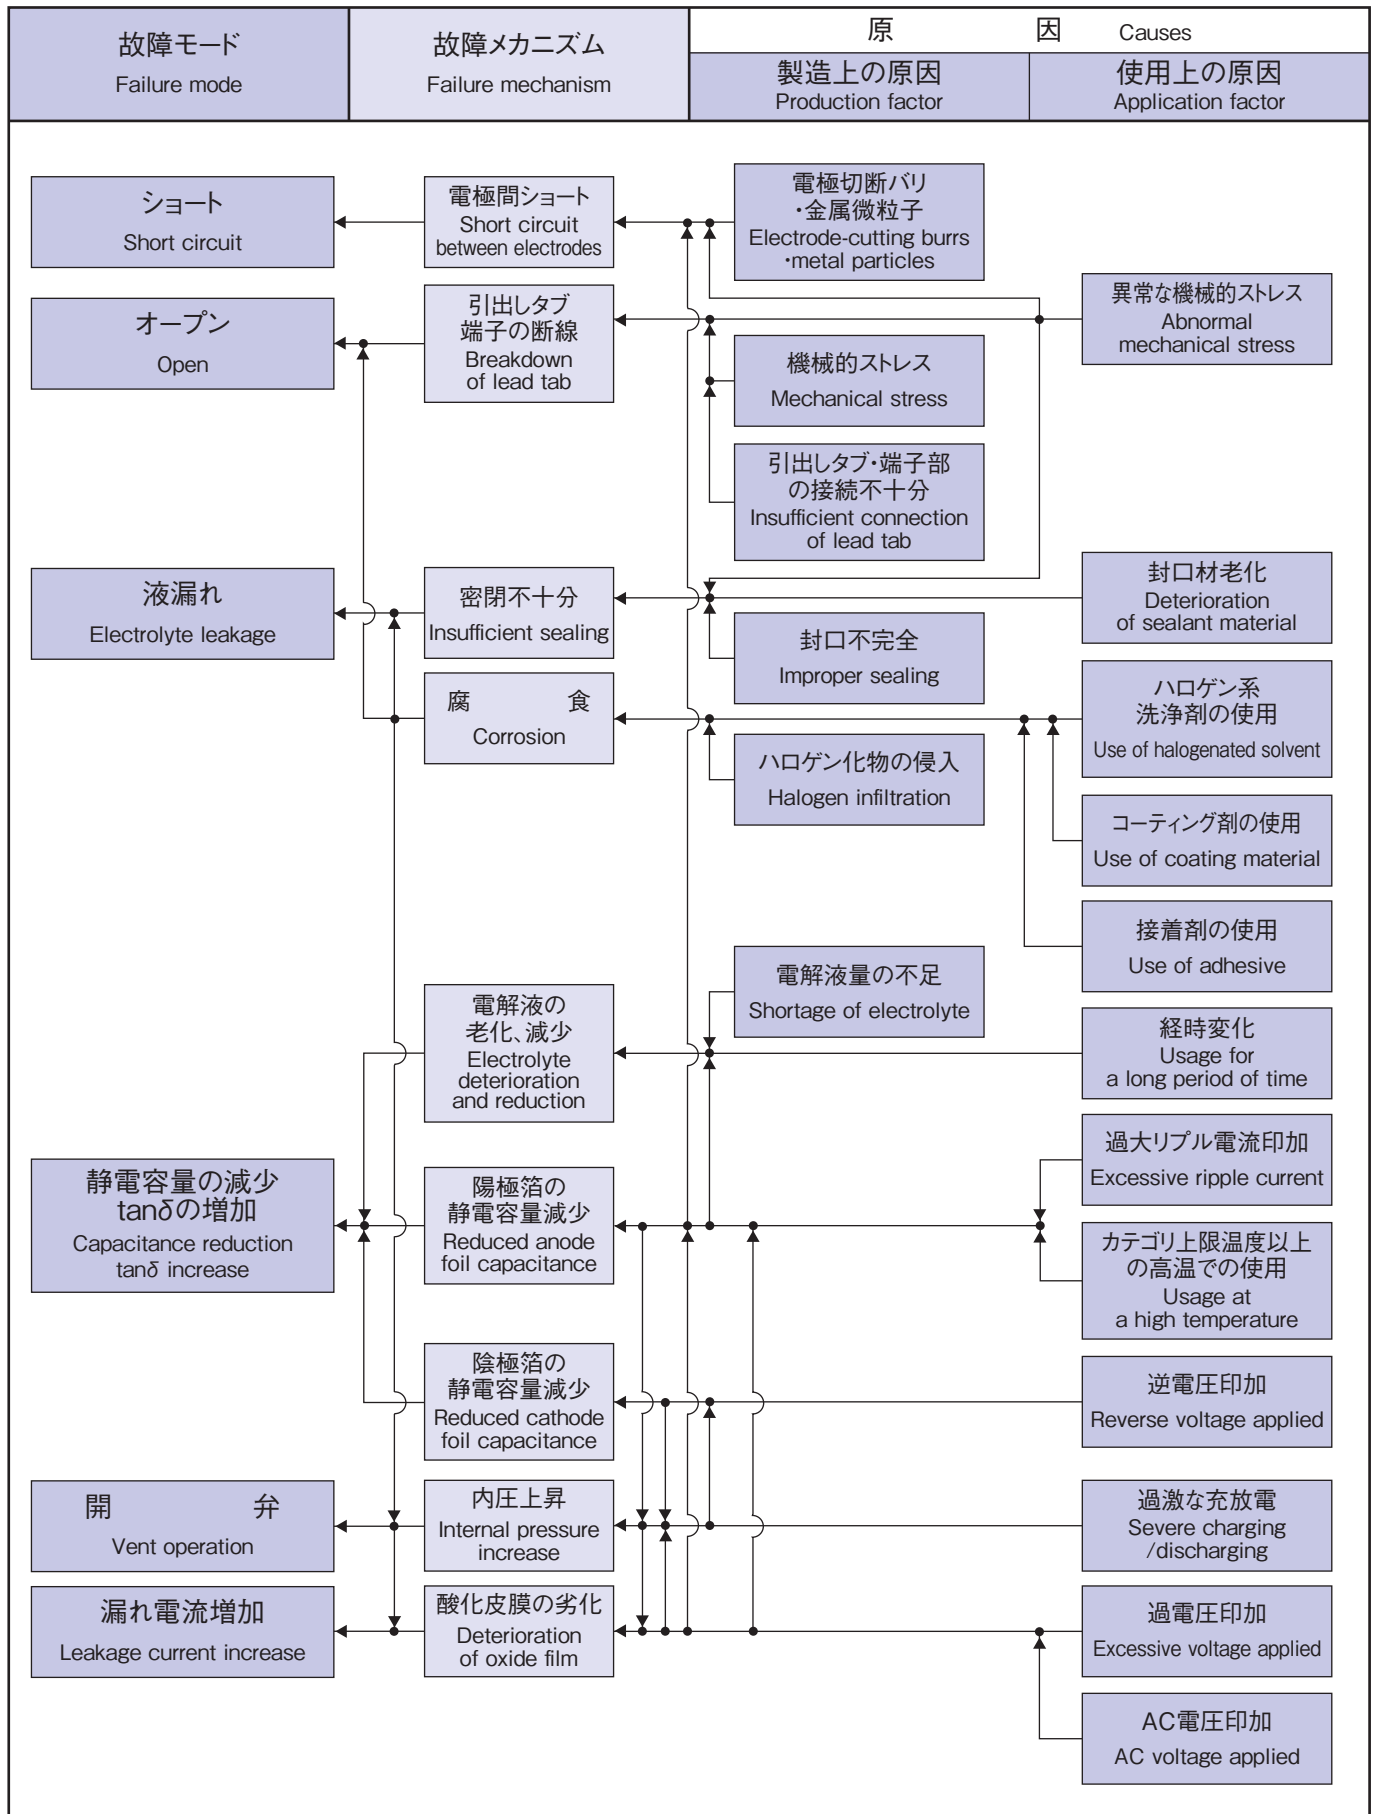 故障モード
Failure mode
故障メカニズム
Failure mechanism
原 因 Causes
製造上の原因
Production factor
使用上の原因
Application factor
ショート
Short circuit
電極間ショート
Short circuit
between electrodes
電極切断バリ
・金属微粒子
Electrode-cutting burrs
・metal particles
オープン
Open
引出しタブ
端子の断線
Breakdown
of lead tab
異常な機械的ストレス
Abnormal
mechanical stress
機械的ストレス
Mechanical stress
引出しタブ・端子部
の接続不十分
Insufficient connection
of lead tab
液漏れ
Electrolyte leakage
密閉不十分
Insufficient sealing
封口材老化
Deterioration
of sealant material
封口不完全
Improper sealing
腐 食
Corrosion
ハロゲン系
洗浄剤の使用
Use of halogenated solvent
ハロゲン化物の侵入
Halogen infiltration
コーティング剤の使用
Use of coating material
接着剤の使用
Use of adhesive
電解液量の不足
Shortage of electrolyte
電解液の
老化、減少
Electrolyte
deterioration
and reduction
経時変化
Usage for
a long period of time
静電容量の減少
tanδの増加
Capacitance reduction
tanδ increase
陽極箔の
静電容量減少
Reduced anode
foil capacitance
過大リプル電流印加
Excessive ripple current
カテゴリ上限温度以上
の高温での使用
Usage at
a high temperature
陰極箔の
静電容量減少
Reduced cathode
foil capacitance
逆電圧印加
Reverse voltage applied
開 弁
Vent operation
内圧上昇
Internal pressure
increase
過激な充放電
Severe charging
/discharging
漏れ電流増加
Leakage current increase
酸化皮膜の劣化
Deterioration
of oxide film
過電圧印加
Excessive voltage applied
AC電圧印加
AC voltage applied